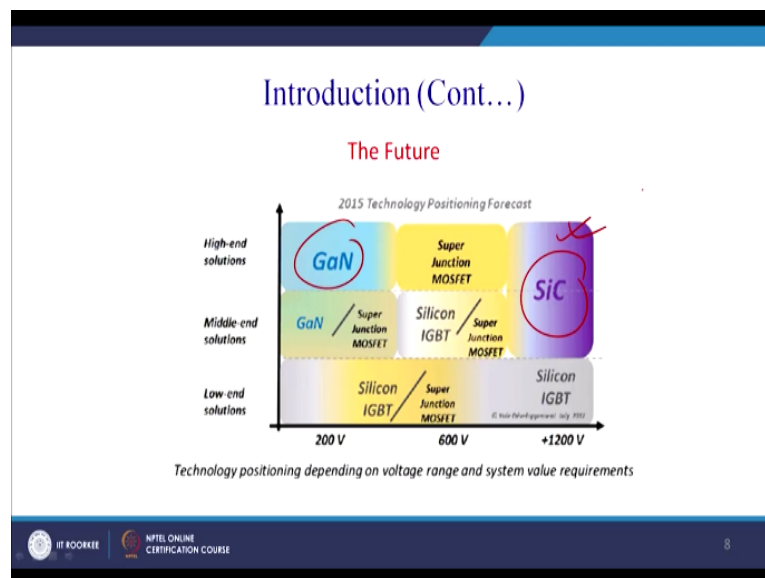 Introduction (Cont...)
The Future
2015 Technology Positioning Forecast
High-end
solutions
GaN
Super
Junction
MOSFET
SiC
Middle-end
solutions
GaN / Super
Junction
MOSFET
Silicon
IGBT / Super
Junction
MOSFET
Low-end
solutions
Silicon
IGBT / Super
Junction
MOSFET
Silicon
IGBT
200 V
600 V
+1200 V
Technology positioning depending on voltage range and system value requirements
IIT ROORKEE
NPTEL ONLINE
CERTIFICATION COURSE
8